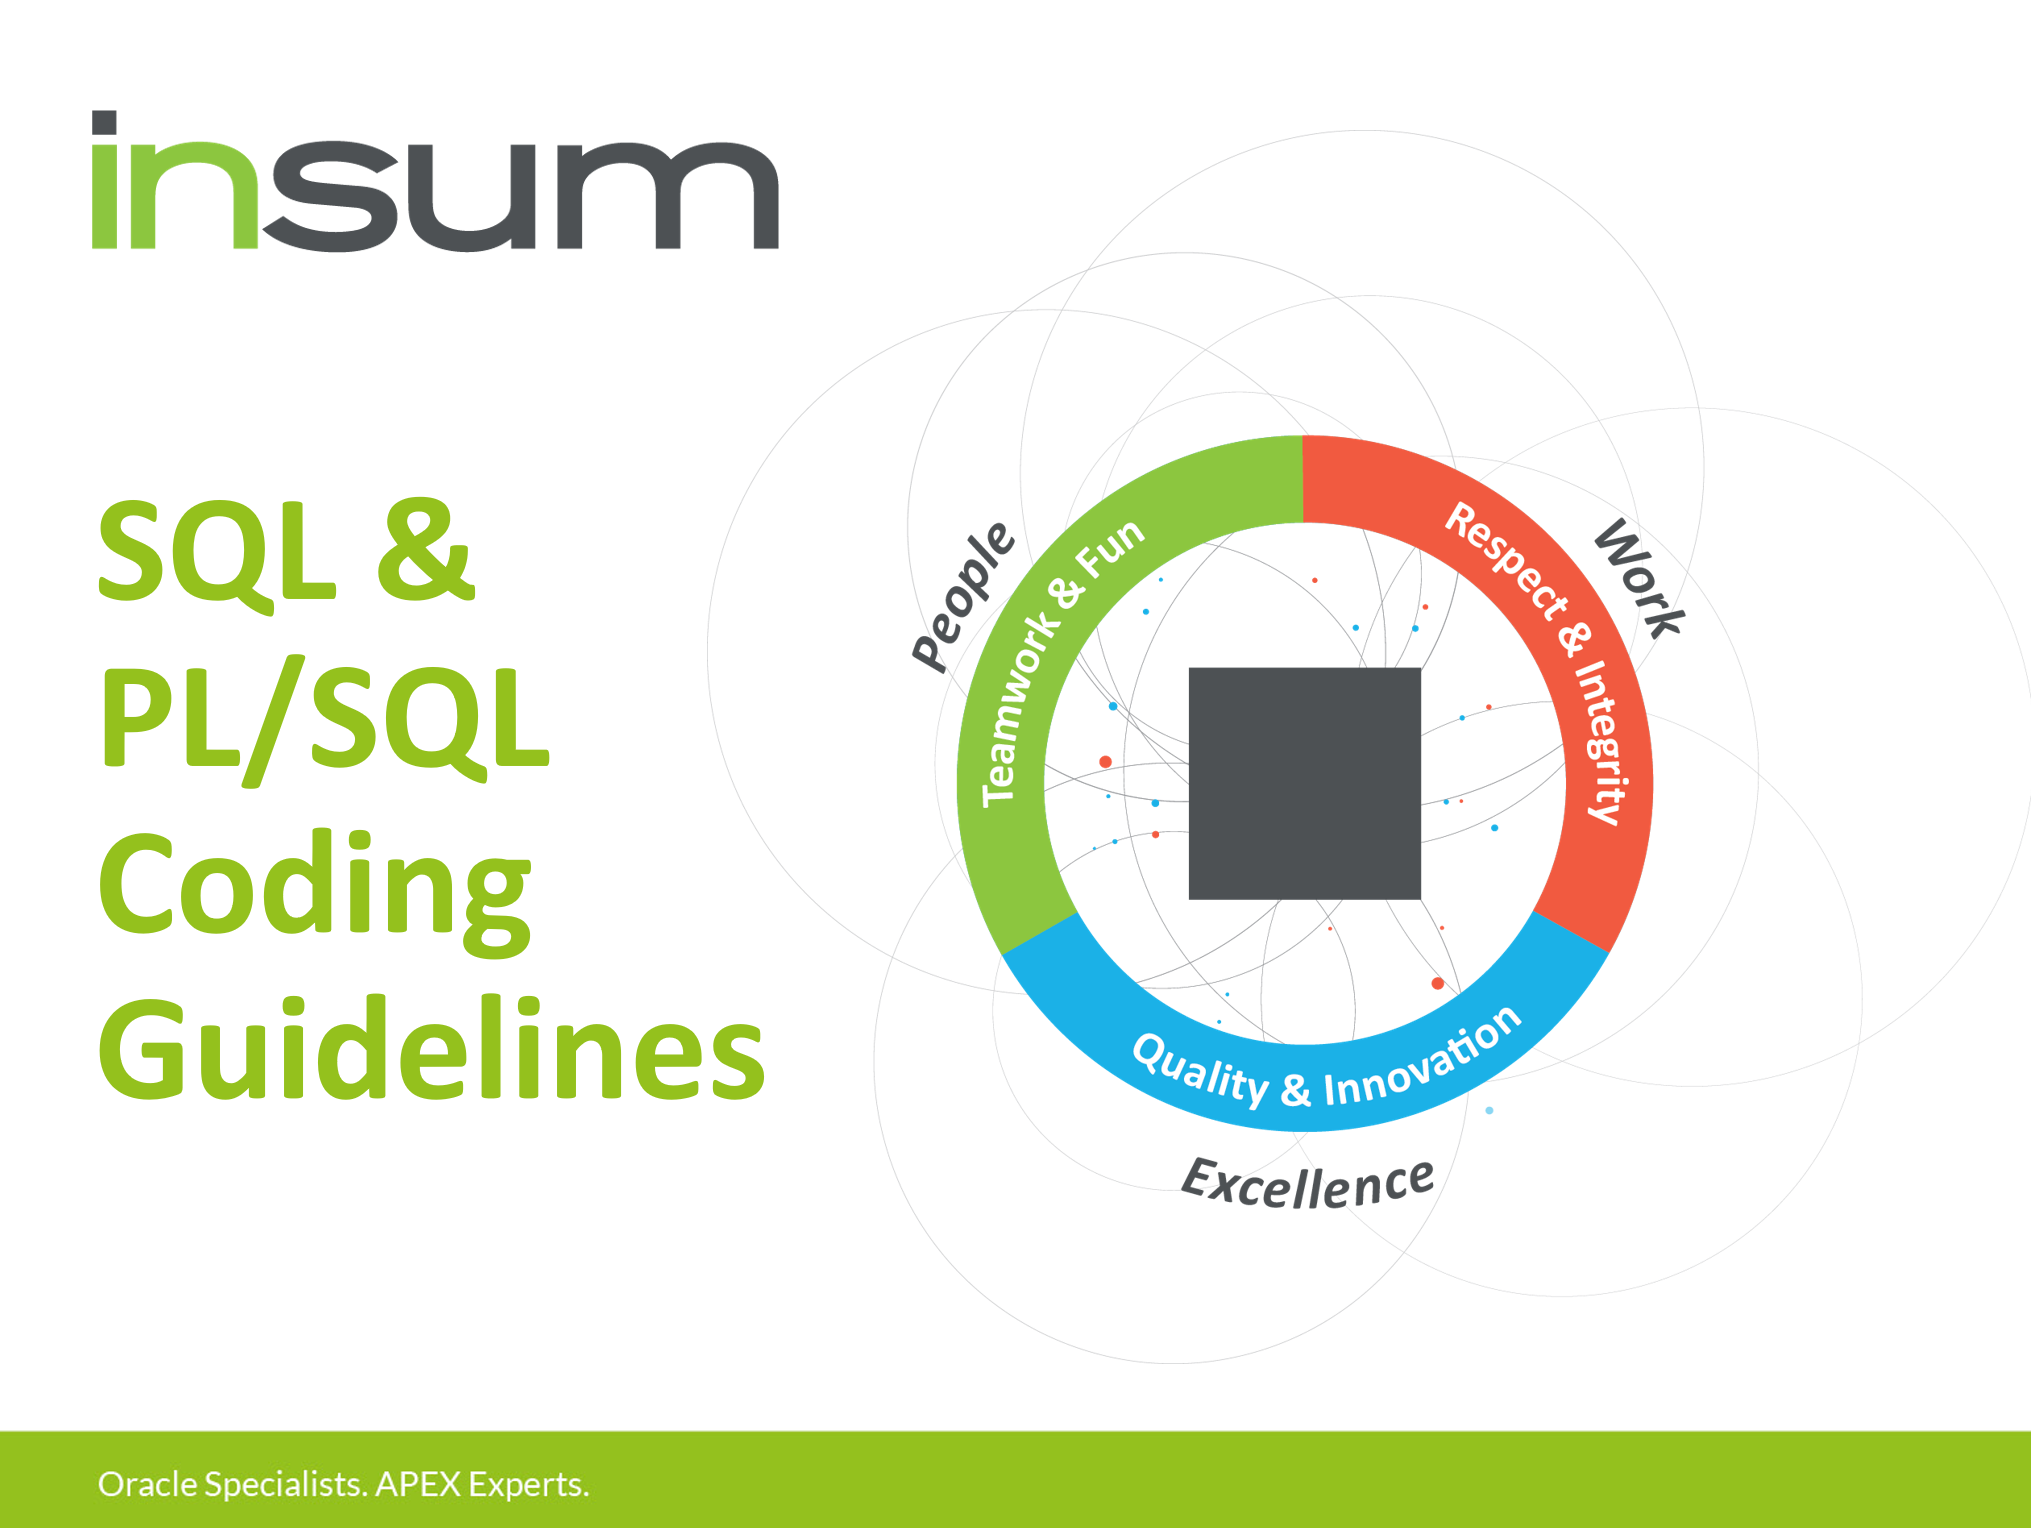 insum
SQL &
PL/SQL
Coding
Guidelines
People
Work
Teamwork & Fun
Respect & Integrity
Quality & Innovation
Excellence
Oracle Specialists. APEX Experts.